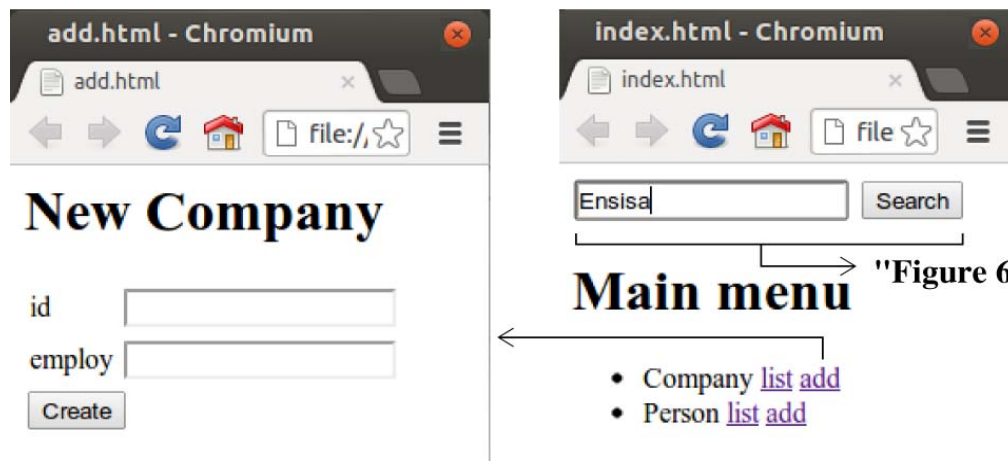 add.html - Chromium
add.html
file:/
New Company
id
employ
Create
index.html - Chromium
index.html
file
Ensisa
Search
"Figure 6
Main menu
Company list add
Person list add